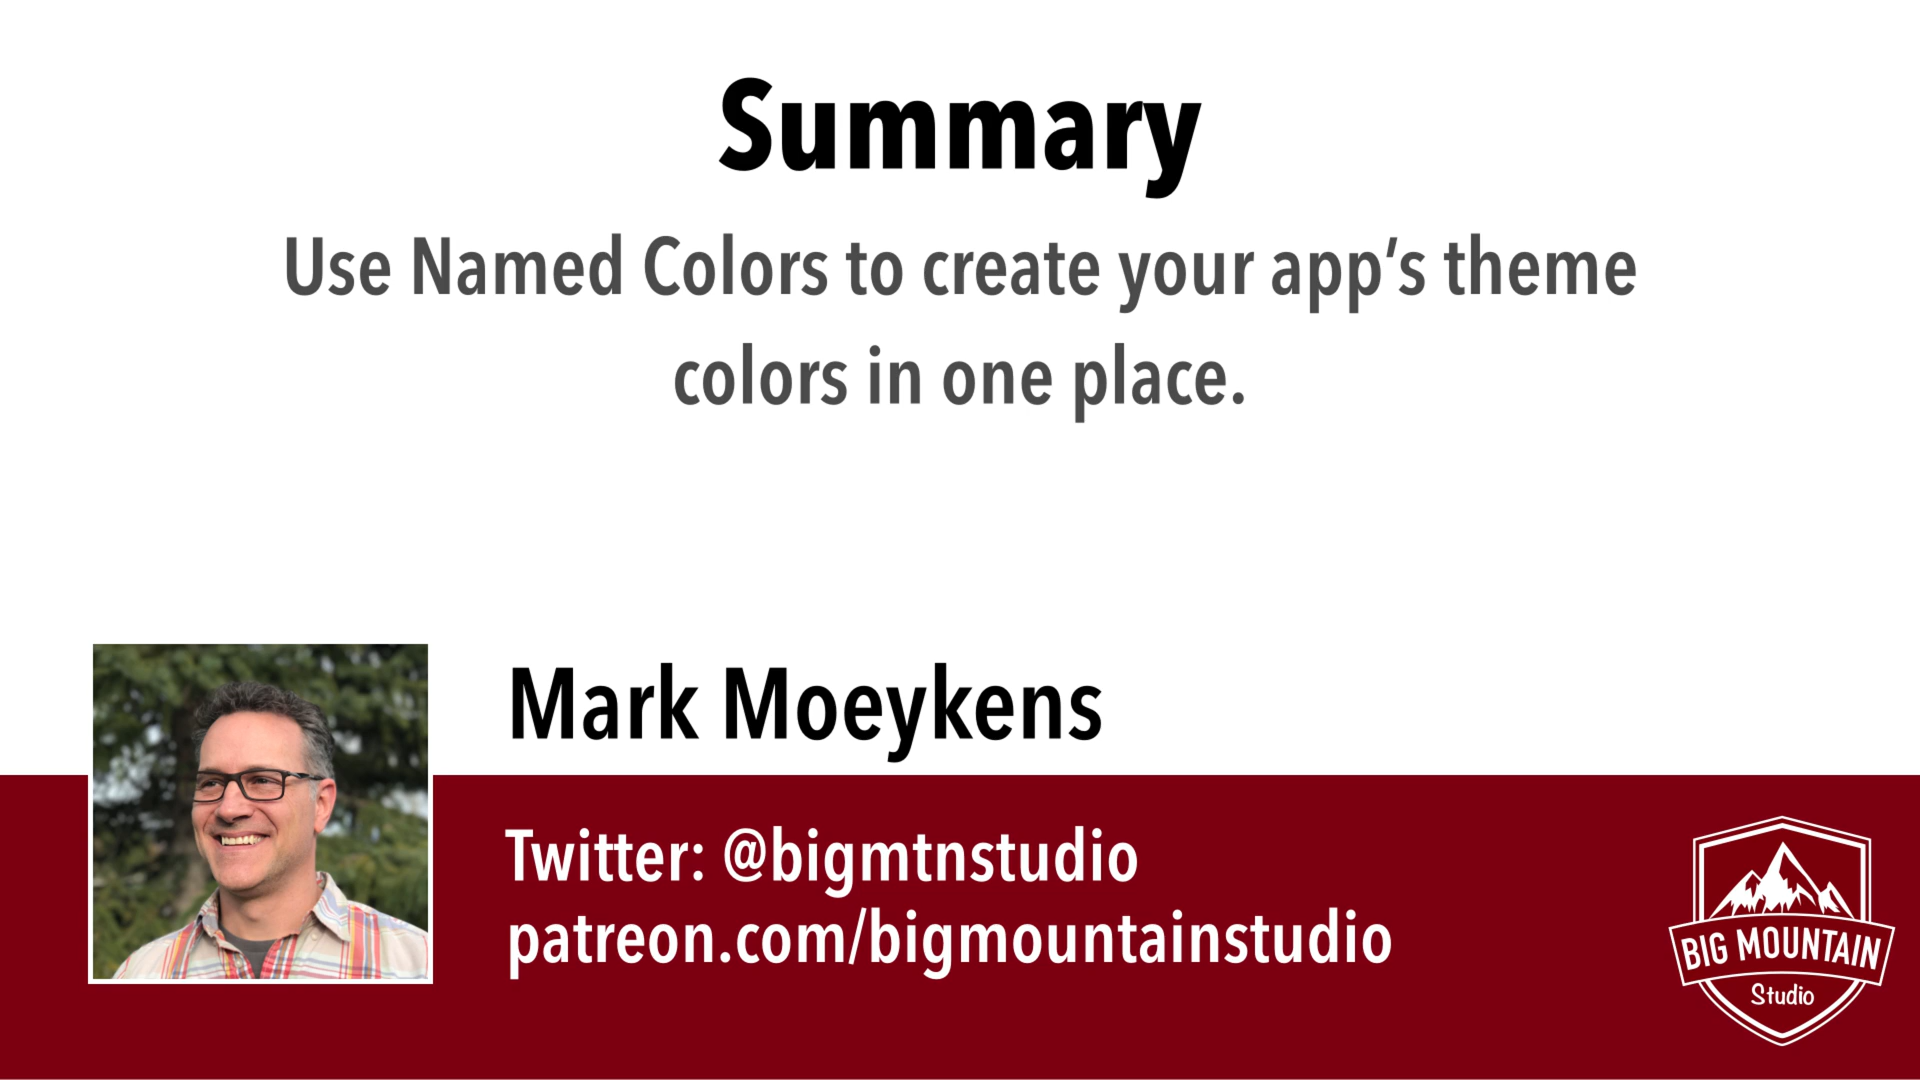 Summary
Use Named Colors to create your app’s theme
colors in one place.
Mark Moeykens
Twitter: @bigmtnstudio
patreon.com/bigmountainstudio
BIG MOUNTAIN
Studio